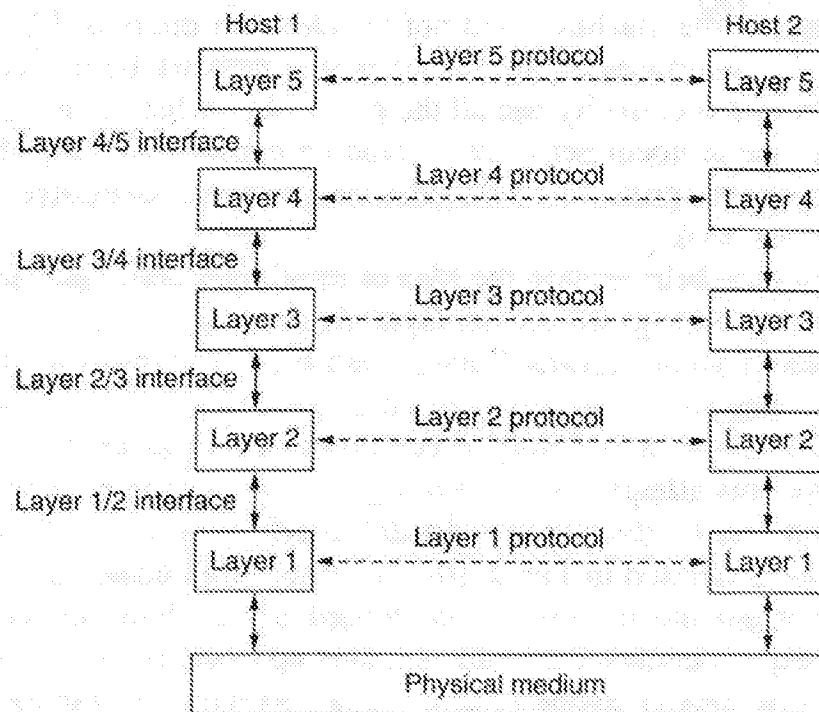 Host 1 Host 2
Layer 5 protocol
Layer 5 Layer 5
Layer 4/5 interface
Layer 4 protocol
Layer 4 Layer 4
Layer 3/4 interface
Layer 3 protocol
Layer 3 Layer 3
Layer 2/3 interface
Layer 2 protocol
Layer 2 Layer 2
Layer 1/2 interface
Layer 1 protocol
Layer 1 Layer 1
Physical medium